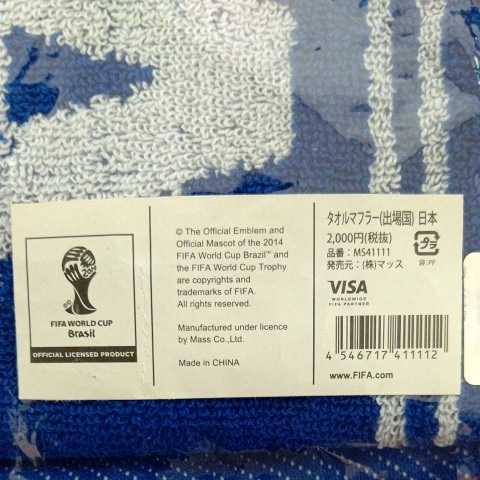 FIFA WORLD CUP
Brasil
OFFICIAL LICENSED PRODUCT
© The Official Emblem and
Official Mascot of the 2014
FIFA World Cup Brazil™ and
the FIFA World Cup Trophy
are copyrights and
trademarks of FIFA.
All rights reserved.
Manufactured under licence
by Mass Co.,Ltd.
Made in CHINA
タオルマフラー(出場国) 日本
2,000円(税抜)
品番：MS41111
発売元：(株)マッス
プラ
袋:PP
VISA
WORLDWIDE
FIFA PARTNER
4 546717 411112
www.FIFA.com